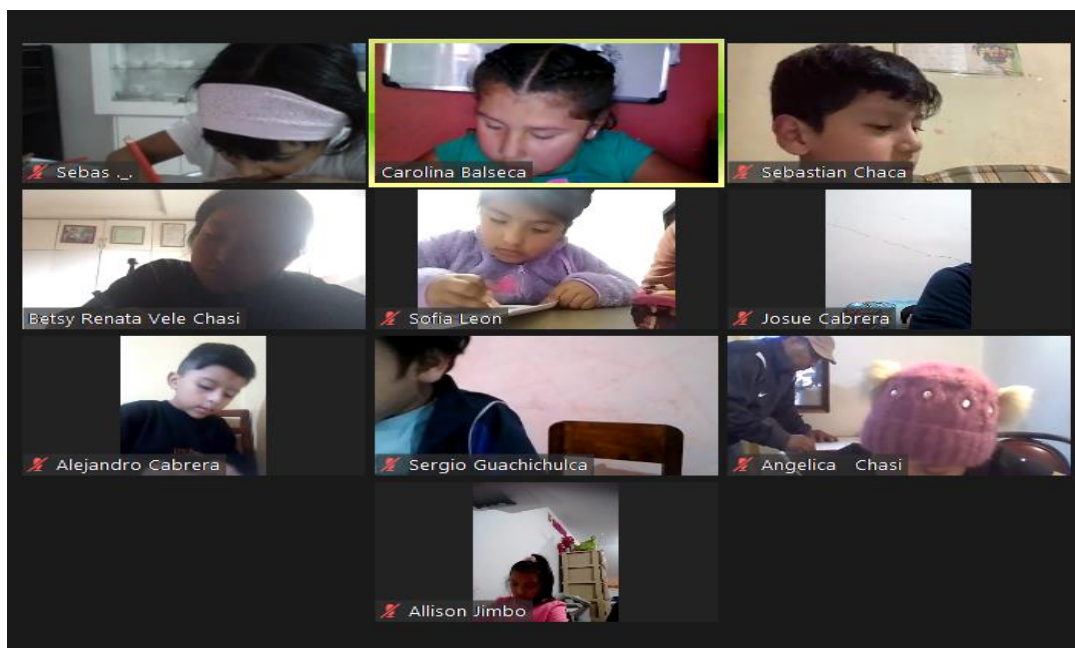 Sebas ._.
Carolina Balseca
Sebastian Chaca
Betsy Renata Vele Chasi
Sofia Leon
Josue Cabrera
Alejandro Cabrera
Sergio Guachichulca
Angelica Chasi
Allison Jimbo